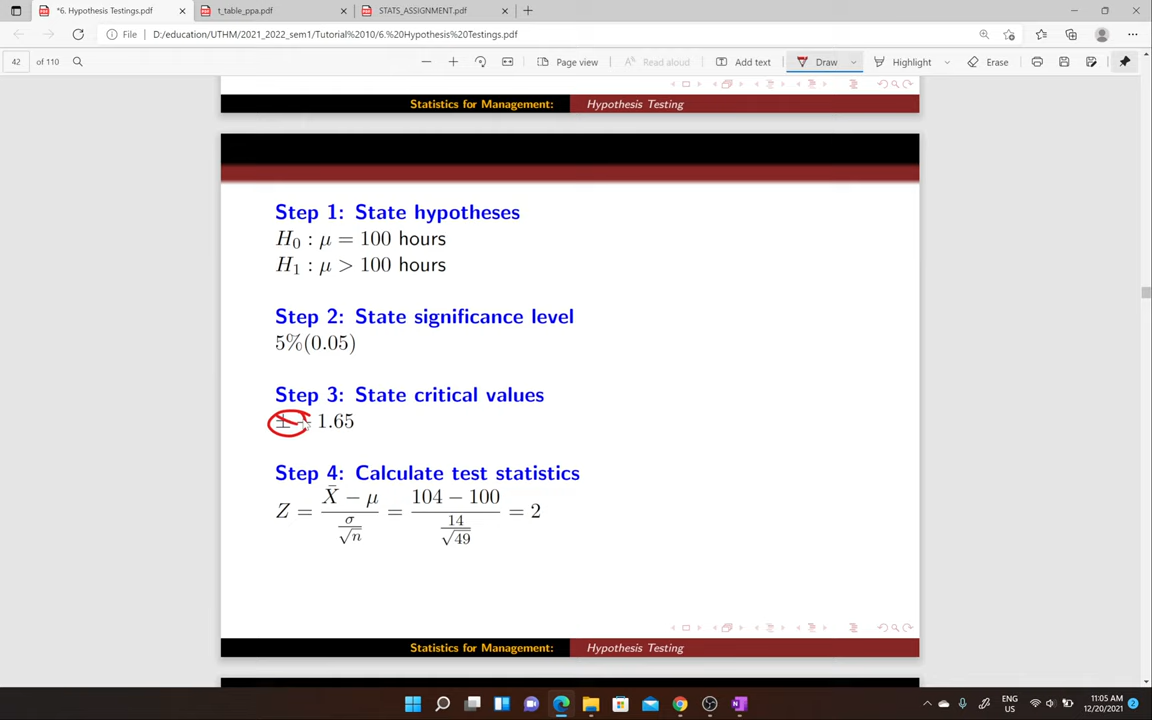 *6. Hypothesis Testings.pdf
t_table_ppa.pdf
STATS_ASSIGNMENT.pdf
File
D:/education/UTHM/2021_2022_sem1/Tutorial%2010/6.%20Hypothesis%20Testings.pdf
42 of 110
Page view
Read aloud
Add text
Draw
Highlight
Erase
Statistics for Management: Hypothesis Testing
Step 1: State hypotheses
H₀ : μ = 100 hours
H₁ : μ > 100 hours
Step 2: State significance level
5%(0.05)
Step 3: State critical values
1.65
Step 4: Calculate test statistics
Z = (X̄ − μ)/(σ/√n) = (104 − 100)/(14/√49) = 2
Statistics for Management: Hypothesis Testing
ENG
US
11:05 AM
12/20/2021
2